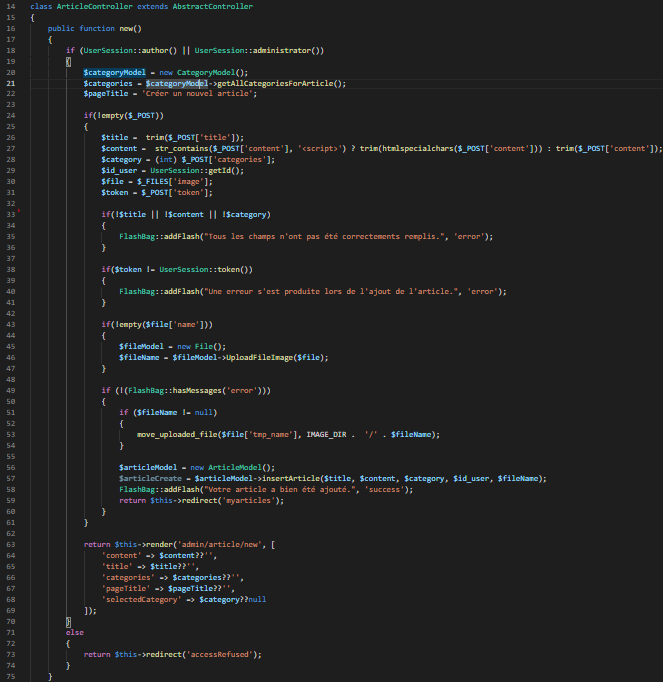 14 class ArticleController extends AbstractController
15 {
16 public function new()
17 {
18 if (UserSession::author() || UserSession::administrator())
19 {
20 $categoryModel = new CategoryModel();
21 $categories = $categoryModel->getAllCategoriesForArticle();
22 $pageTitle = 'Créer un nouvel article';
23
24 if(!empty($_POST))
25 {
26 $title = trim($_POST['title']);
27 $content = str_contains($_POST['content'], '<script>') ? trim(htmlspecialchars($_POST['content'])) : trim($_POST['content']);
28 $category = (int) $_POST['categories'];
29 $id_user = UserSession::getId();
30 $file = $_FILES['image'];
31 $token = $_POST['token'];
32
33 if(!$title || !$content || !$category)
34 {
35 FlashBag::addFlash("Tous les champs n'ont pas été correctements remplis.", 'error');
36 }
37
38 if($token != UserSession::token())
39 {
40 FlashBag::addFlash("Une erreur s'est produite lors de l'ajout de l'article.", 'error');
41 }
42
43 if(!empty($file['name']))
44 {
45 $fileModel = new File();
46 $fileName = $fileModel->UploadFileImage($file);
47 }
48
49 if (!(FlashBag::hasMessages('error')))
50 {
51 if ($fileName != null)
52 {
53 move_uploaded_file($file['tmp_name'], IMAGE_DIR . '/' . $fileName);
54 }
55
56 $articleModel = new ArticleModel();
57 $articleCreate = $articleModel->insertArticle($title, $content, $category, $id_user, $fileName);
58 FlashBag::addFlash("Votre article a bien été ajouté.", 'success');
59 return $this->redirect('myarticles');
60 }
61 }
62
63 return $this->render('admin/article/new', [
64 'content' => $content??'',
65 'title' => $title??'',
66 'categories' => $categories??'',
67 'pageTitle' => $pageTitle??'',
68 'selectedCategory' => $category??null
69 ]);
70 }
71 else
72 {
73 return $this->redirect('accessRefused');
74 }
75 }